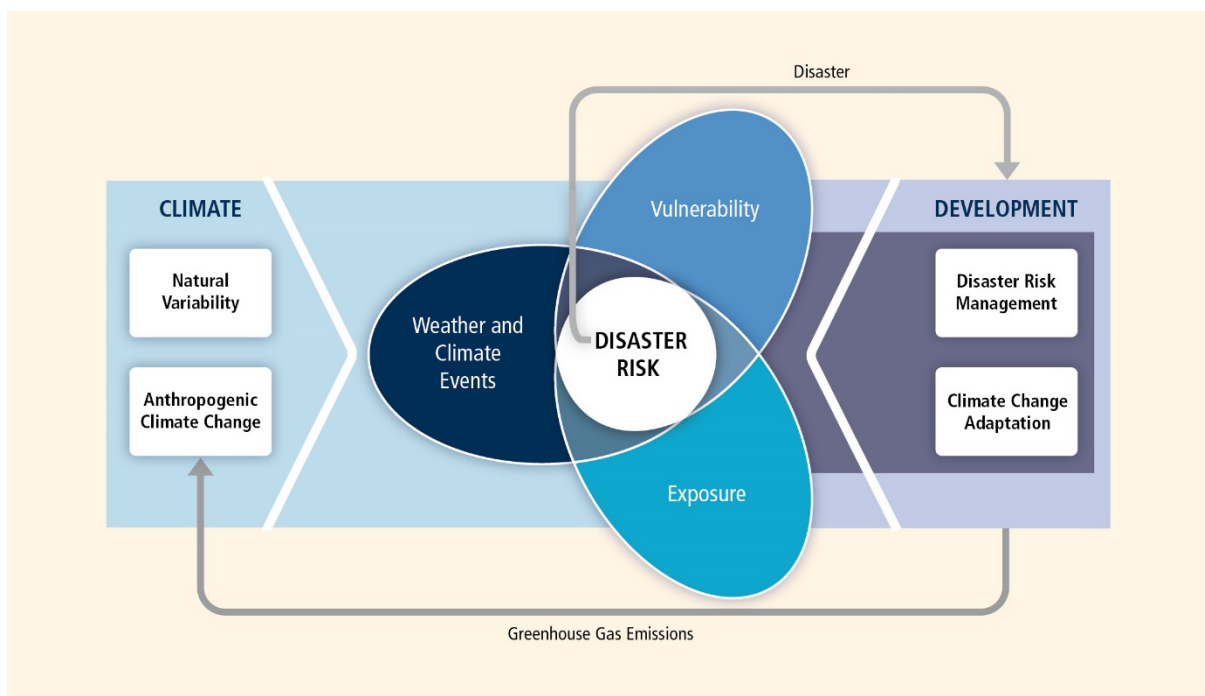 Disaster
CLIMATE
Natural
Variability
Anthropogenic
Climate Change
Weather and
Climate
Events
Vulnerability
DISASTER
RISK
Exposure
DEVELOPMENT
Disaster Risk
Management
Climate Change
Adaptation
Greenhouse Gas Emissions